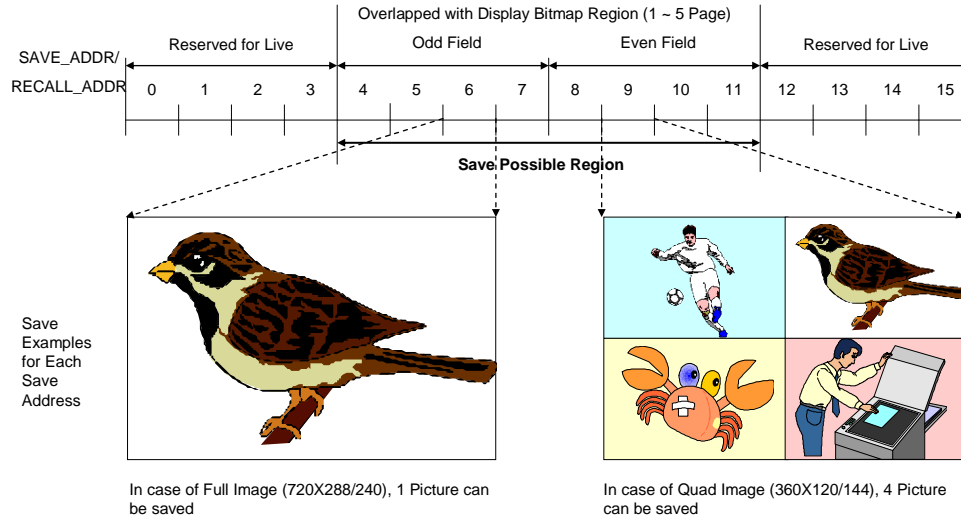 Overlapped with Display Bitmap Region (1 ~ 5 Page)
Reserved for Live
Odd Field
Even Field
Reserved for Live
SAVE_ADDR/
RECALL_ADDR
0 1 2 3 4 5 6 7 8 9 10 11 12 13 14 15
Save Possible Region
Save
Examples
for Each
Save
Address
In case of Full Image (720X288/240), 1 Picture can
be saved
In case of Quad Image (360X120/144), 4 Picture
can be saved